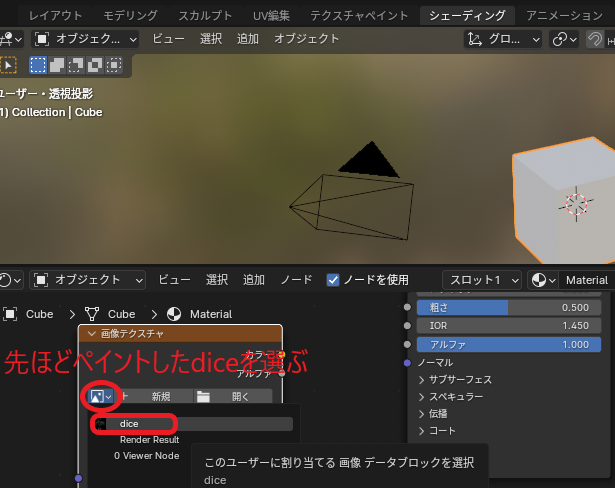 レイアウト モデリング スカルプト UV編集 テクスチャペイント シェーディング アニメーション
オブジェク... ビュー 選択 追加 オブジェクト グロ...
ユーザー・透視投影
1) Collection | Cube
オブジェクト ビュー 選択 追加 ノード ノードを使用 スロット1 Material
Cube Cube Material
粗さ 0.500
IOR 1.450
アルファ 1.000
ノーマル
サブサーフェス
スペキュラー
伝播
コート
画像テクスチャ
カラー
先ほどペイントしたdiceを選ぶ
アルファ
新規 開く
dice
Render Result
0 Viewer Node
このユーザーに割り当てる 画像 データブロックを選択
dice